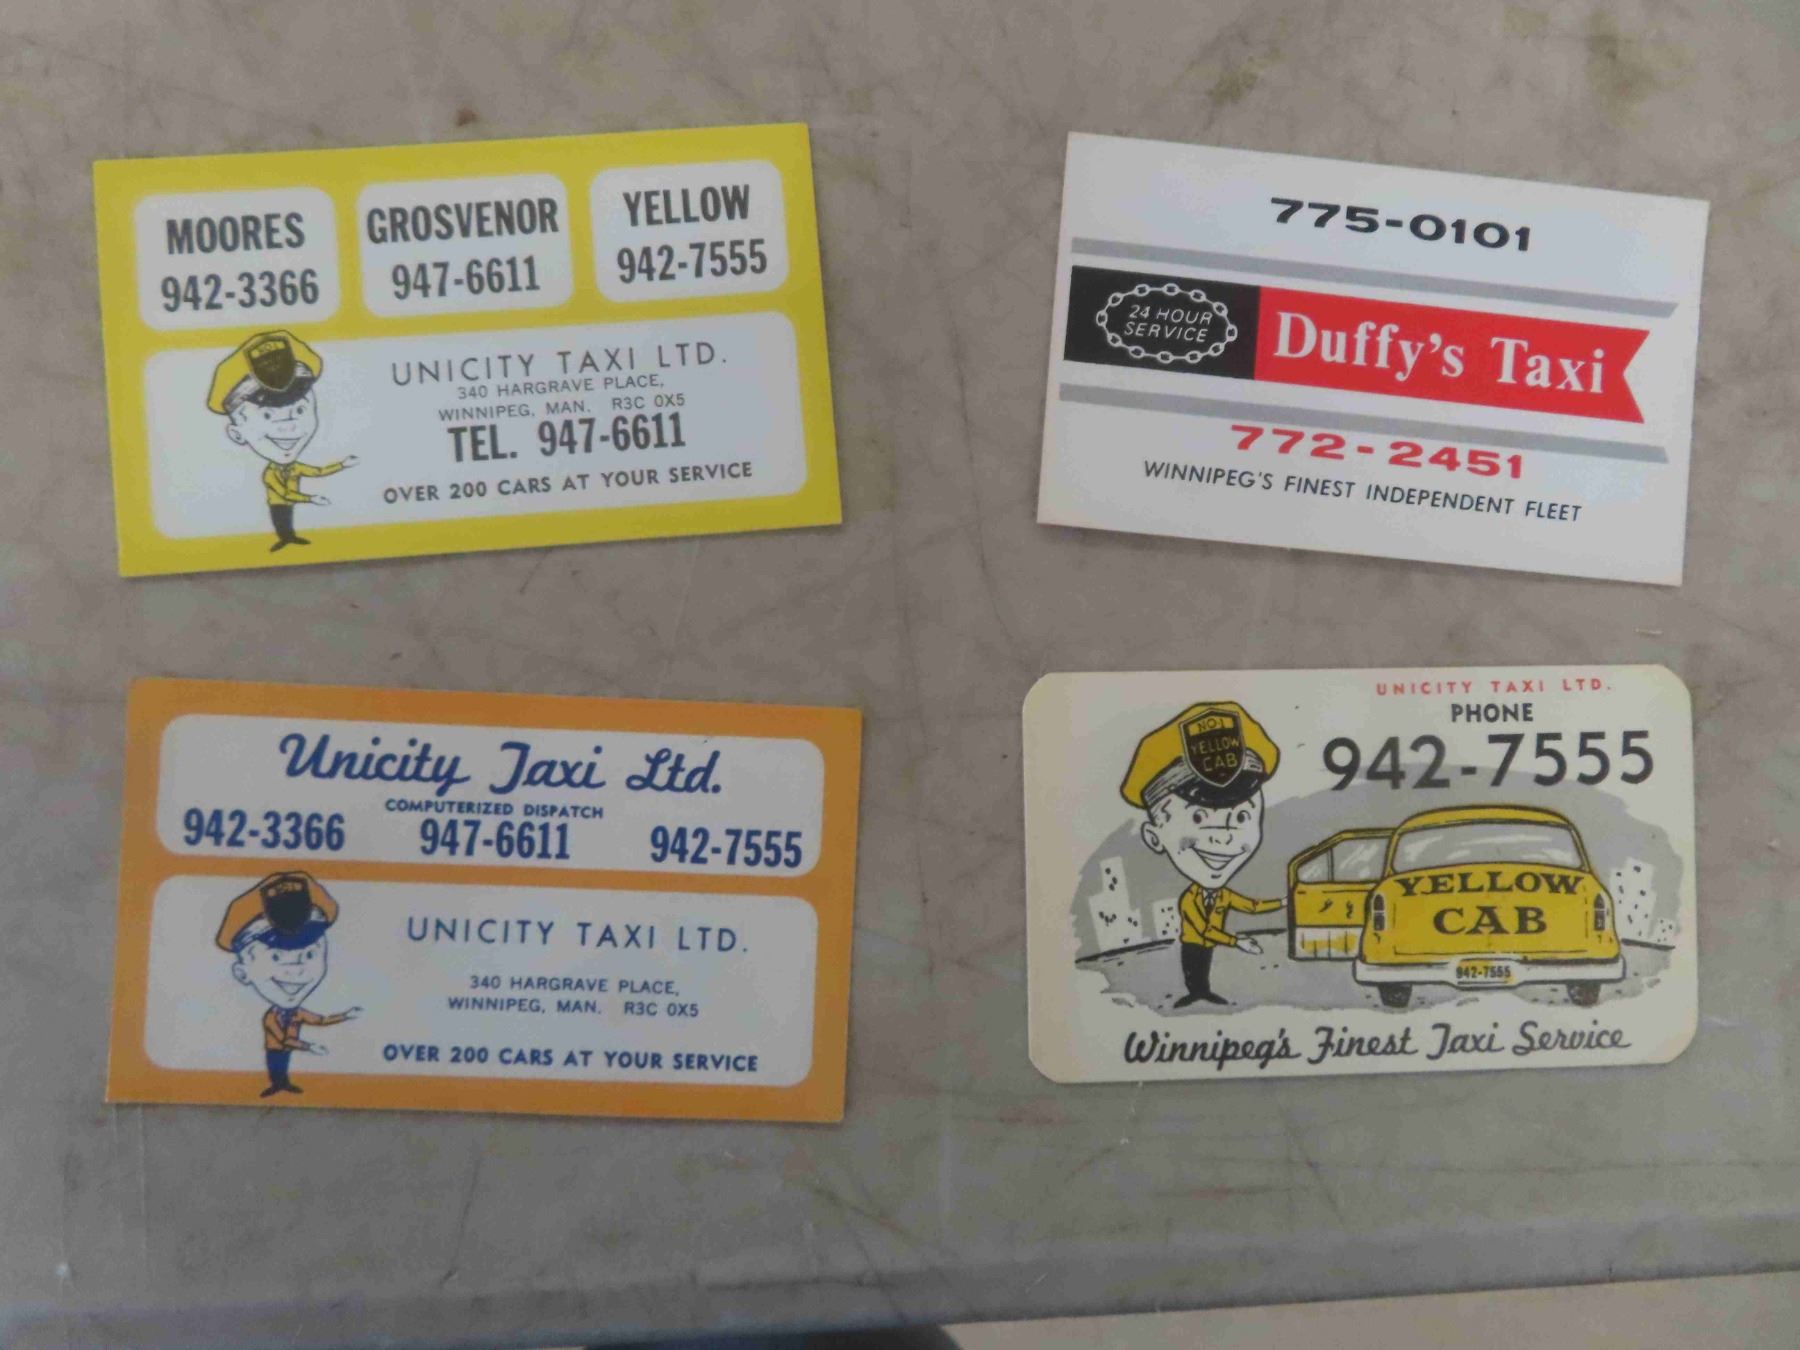 MOORES
942-3366
GROSVENOR
947-6611
YELLOW
942-7555
NO.1
UNICITY TAXI LTD.
340 HARGRAVE PLACE,
WINNIPEG, MAN. R3C 0X5
TEL. 947-6611
OVER 200 CARS AT YOUR SERVICE
775-0101
24 HOUR
SERVICE
Duffy's Taxi
772-2451
WINNIPEG'S FINEST INDEPENDENT FLEET
Unicity Taxi Ltd.
COMPUTERIZED DISPATCH
942-3366 947-6611 942-7555
NO.1
UNICITY TAXI LTD.
340 HARGRAVE PLACE,
WINNIPEG, MAN. R3C 0X5
OVER 200 CARS AT YOUR SERVICE
UNICITY TAXI LTD.
PHONE
942-7555
NO.1
YELLOW
CAB
YELLOW
CAB
942-7555
Winnipeg's Finest Taxi Service